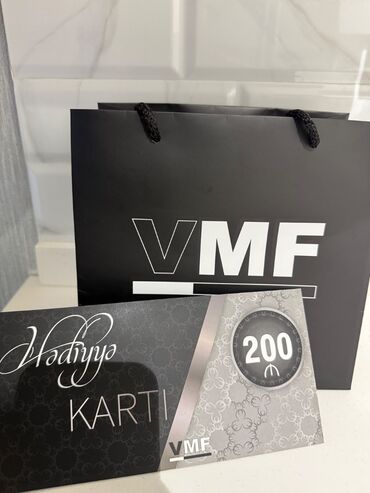 VMF
Hədiyyə
KARTI
200
₼
VMF